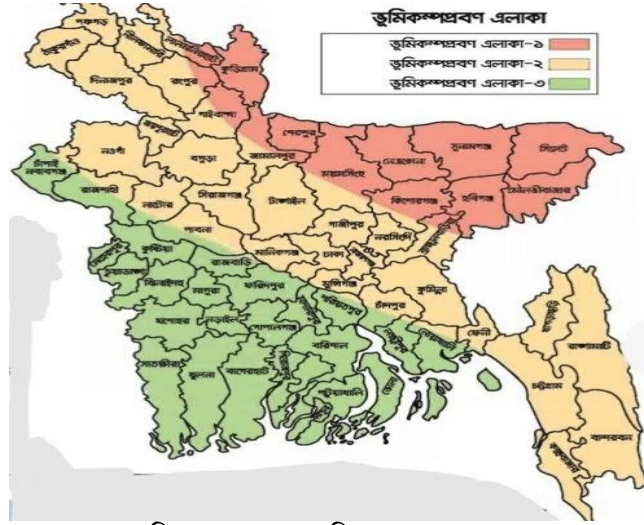 ভূমিকম্পপ্রবণ এলাকা
ভূমিকম্পপ্রবণ এলাকা-১
ভূমিকম্পপ্রবণ এলাকা-২
ভূমিকম্পপ্রবণ এলাকা-৩
পঞ্চগড়
ঠাকুরগাঁও
নীলফামারী
লালমনিরহাট
কুড়িগ্রাম
দিনাজপুর
রংপুর
গাইবান্ধা
জয়পুরহাট
শেরপুর
নওগাঁ
বগুড়া
জামালপুর
ময়মনসিংহ
নেত্রকোনা
সুনামগঞ্জ
সিলেট
চাঁপাই
নবাবগঞ্জ
রাজশাহী
নাটোর
সিরাজগঞ্জ
টাঙ্গাইল
কিশোরগঞ্জ
হবিগঞ্জ
মৌলভীবাজার
পাবনা
গাজীপুর
নরসিংদী
কুষ্টিয়া
মানিকগঞ্জ
ঢাকা
চুয়াডাঙ্গা
ঝিনাইদহ
মাগুরা
রাজবাড়ি
ফরিদপুর
মুন্সিগঞ্জ
কুমিল্লা
চাঁদপুর
শরিয়তপুর
যশোহর
নড়াইল
গোপালগঞ্জ
বরিশাল
ফেনী
খাগড়াছড়ি
রাঙ্গামাটি
সাতক্ষীরা
খুলনা
বাগেরহাট
পটুয়াখালি
ভোলা
চট্টগ্রাম
বান্দরবন
কক্সবাজার